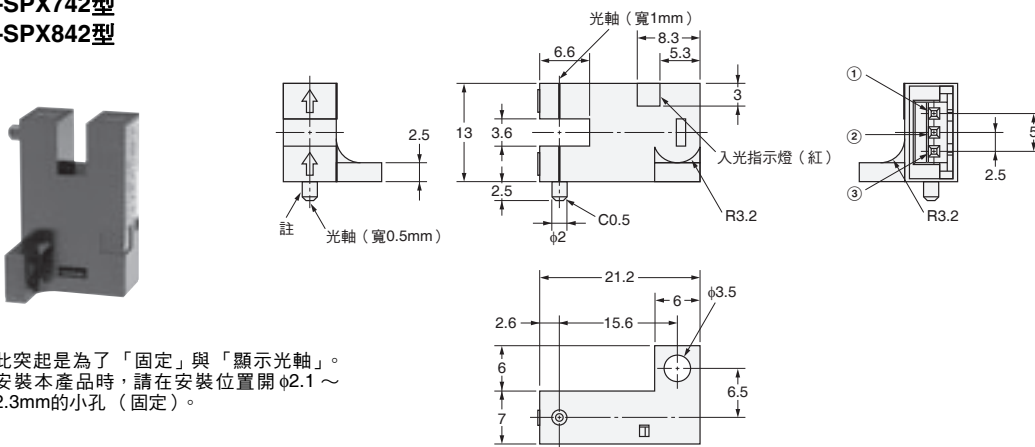 -SPX742型
-SPX842型
光軸（寬1mm）
8.3
6.6
5.3
3
13
3.6
2.5
2.5
入光指示燈（紅）
C0.5
R3.2
φ2
註
光軸（寬0.5mm）
①
②
③
5
2.5
R3.2
21.2
6
φ3.5
2.6
15.6
6
7
6.5
此突起是為了「固定」與「顯示光軸」。
安裝本產品時，請在安裝位置開φ2.1～
2.3mm的小孔（固定）。